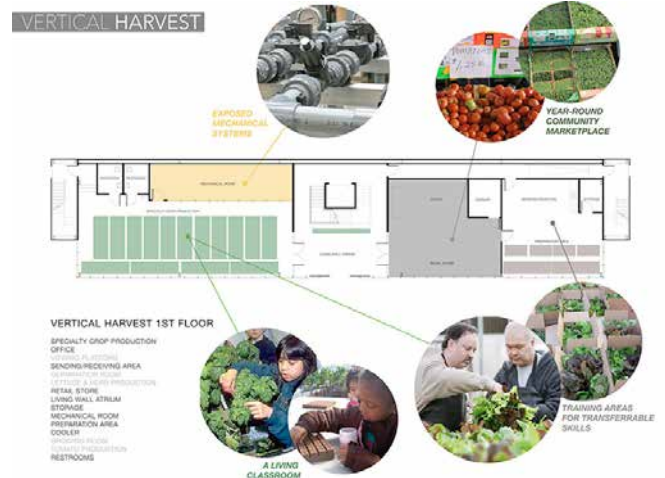 VERTICAL HARVEST
EXPOSED
MECHANICAL
SYSTEMS
YEAR-ROUND
COMMUNITY
MARKETPLACE
MECHANICAL ROOM
VERTICAL HARVEST 1ST FLOOR
SPECIALTY CROP PRODUCTION
OFFICE
VIEWING PLATFORM
SENDING/RECEIVING AREA
GERMINATION ROOM
LETTUCE & HERB PRODUCTION
RETAIL STORE
LIVING WALL ATRIUM
STORAGE
MECHANICAL ROOM
PREPARATION AREA
COOLER
GROWING ROOM
TOMATO PRODUCTION
RESTROOMS
A LIVING
CLASSROOM
TRAINING AREAS
FOR TRANSFERRABLE
SKILLS